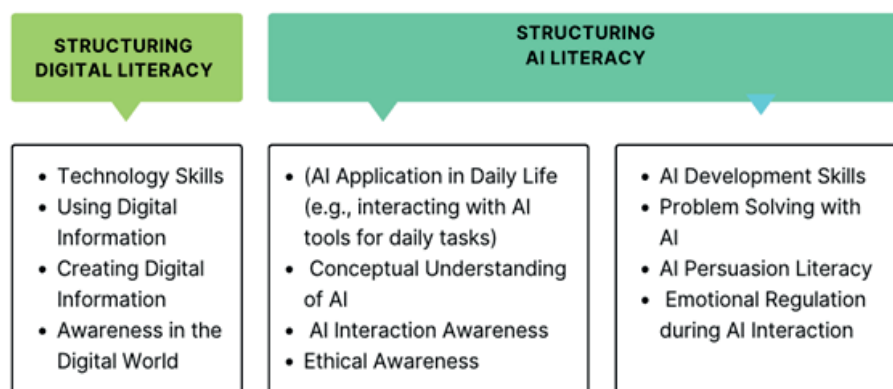 STRUCTURING
DIGITAL LITERACY
STRUCTURING
AI LITERACY
• Technology Skills
• Using Digital
Information
• Creating Digital
Information
• Awareness in the
Digital World
• (AI Application in Daily Life
(e.g., interacting with AI
tools for daily tasks)
• Conceptual Understanding
of AI
• AI Interaction Awareness
• Ethical Awareness
• AI Development Skills
• Problem Solving with
AI
• AI Persuasion Literacy
• Emotional Regulation
during AI Interaction